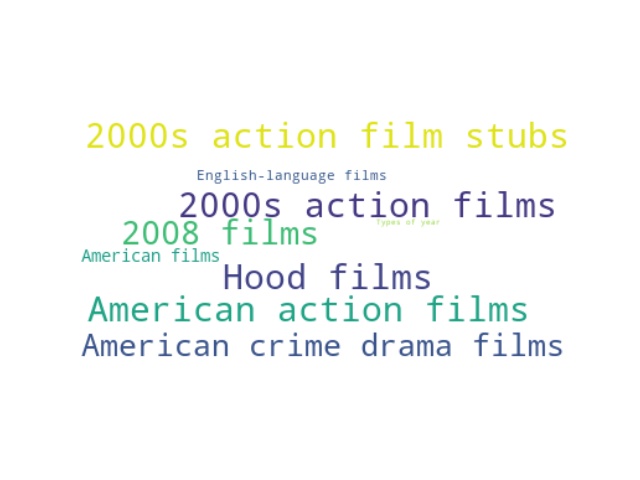 2000s action film stubs
English-language films
2000s action films
Types of year
2008 films
American films
Hood films
American action films
American crime drama films